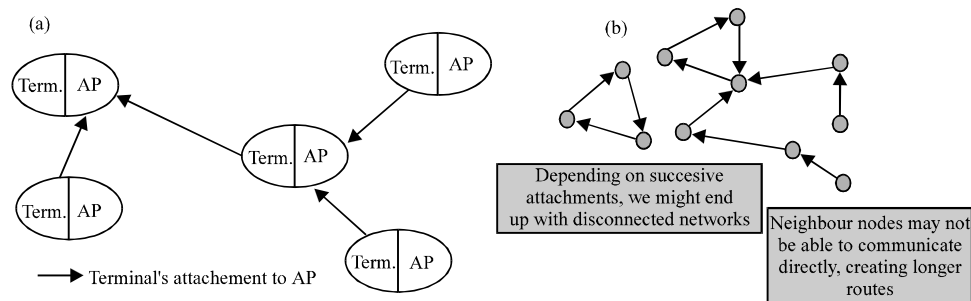 (a)
Term. AP
Term. AP
Term. AP
Term. AP
Term. AP
Terminal's attachement to AP
(b)
Depending on succesive
attachments, we might end
up with disconnected networks
Neighbour nodes may not
be able to communicate
directly, creating longer
routes